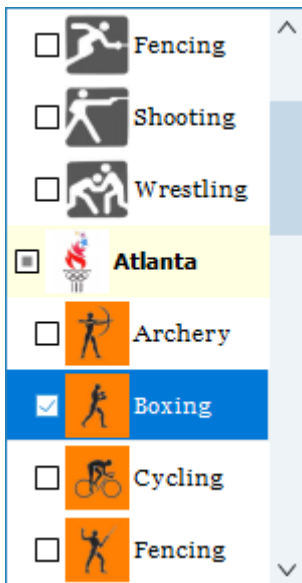 Fencing
Shooting
Wrestling
Atlanta
Archery
Boxing
Cycling
Fencing